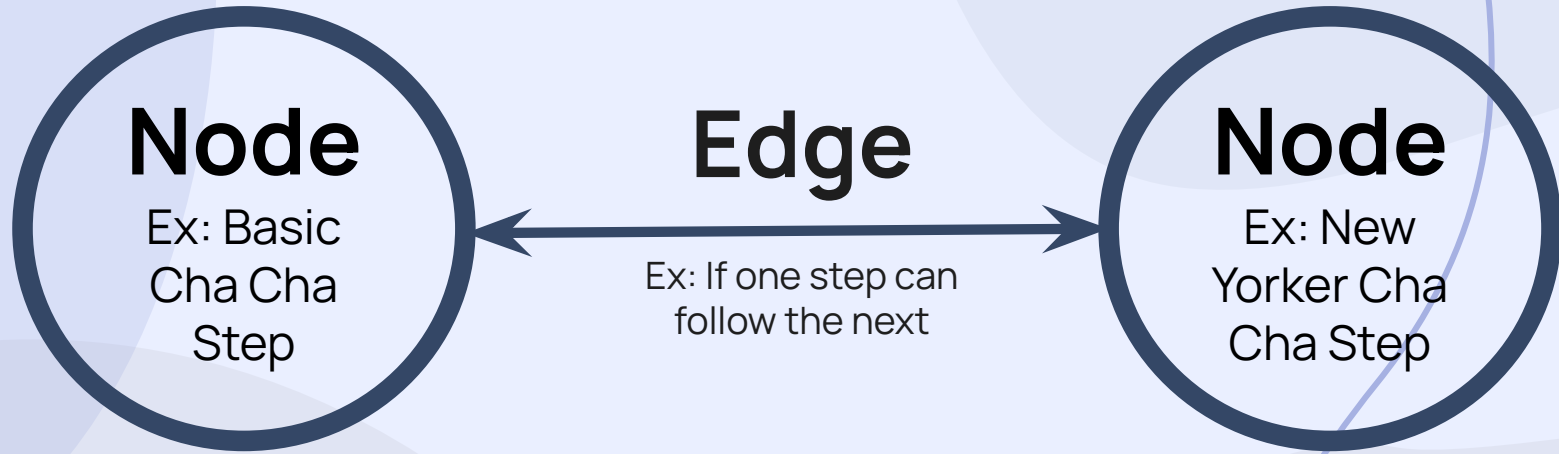 Node
Ex: Basic
Cha Cha
Step
Edge
Ex: If one step can
follow the next
Node
Ex: New
Yorker Cha
Cha Step